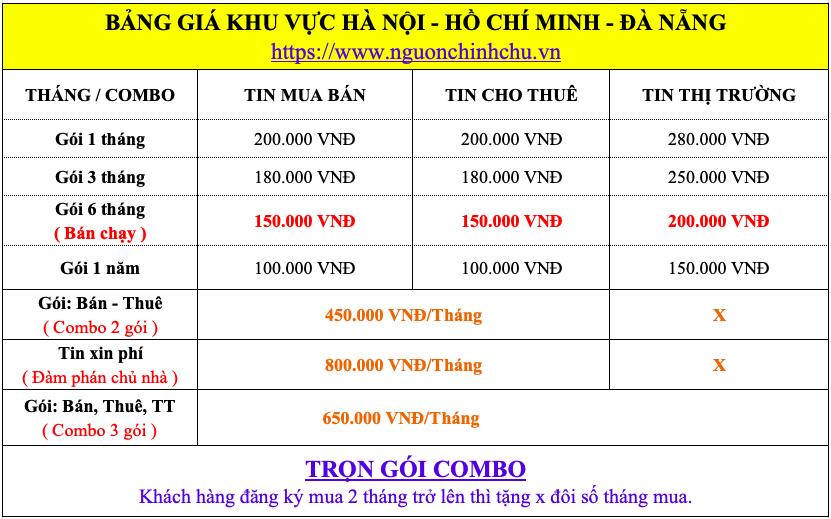 BẢNG GIÁ KHU VỰC HÀ NỘI - HỒ CHÍ MINH - ĐÀ NẴNG
https://www.nguonchinhchu.vn
THÁNG / COMBO TIN MUA BÁN TIN CHO THUÊ TIN THỊ TRƯỜNG
Gói 1 tháng 200.000 VNĐ 200.000 VNĐ 280.000 VNĐ
Gói 3 tháng 180.000 VNĐ 180.000 VNĐ 250.000 VNĐ
Gói 6 tháng
( Bán chạy ) 150.000 VNĐ 150.000 VNĐ 200.000 VNĐ
Gói 1 năm 100.000 VNĐ 100.000 VNĐ 150.000 VNĐ
Gói: Bán - Thuê
( Combo 2 gói ) 450.000 VNĐ/Tháng X
Tin xin phí
( Đàm phán chủ nhà ) 800.000 VNĐ/Tháng X
Gói: Bán, Thuê, TT
( Combo 3 gói ) 650.000 VNĐ/Tháng
TRỌN GÓI COMBO
Khách hàng đăng ký mua 2 tháng trở lên thì tặng x đôi số tháng mua.